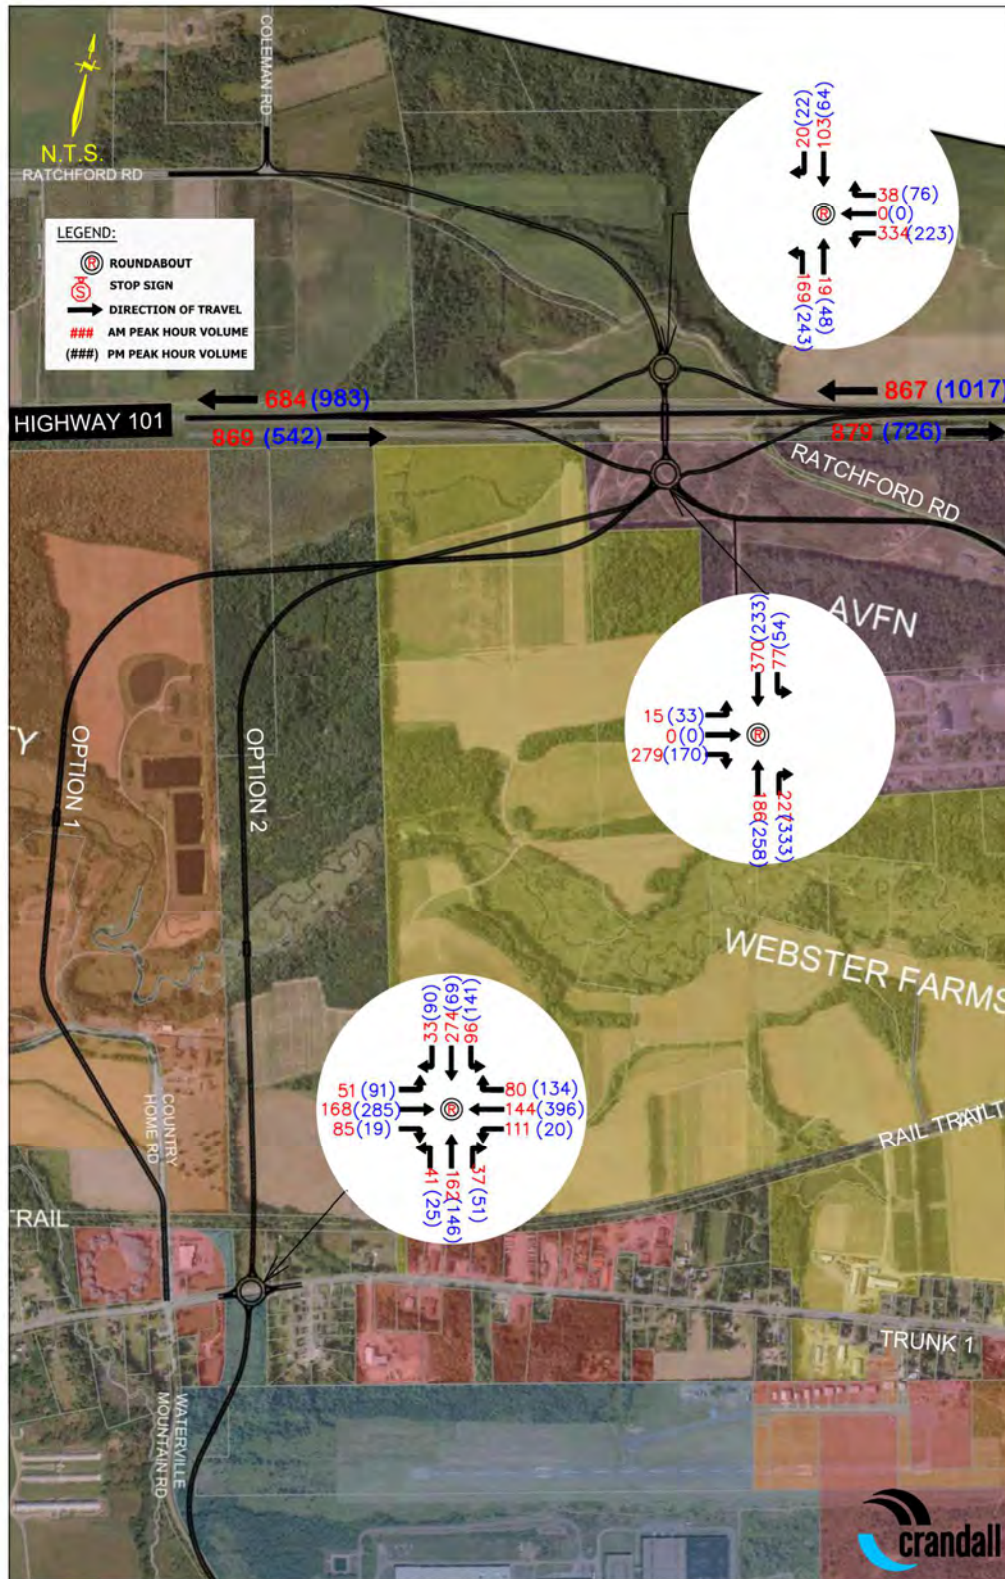 COLEMAN RD
N.T.S.
RATCHFORD RD
LEGEND:
R ROUNDABOUT
S STOP SIGN
DIRECTION OF TRAVEL
### AM PEAK HOUR VOLUME
(###) PM PEAK HOUR VOLUME
20(22)
103(64)
38(76)
0(0)
334(223)
R
169(243)
19(48)
684(983)
867(1017)
HIGHWAY 101
869 (542)
879 (726)
RATCHFORD RD
AVFN
370(233)
77(54)
15 (33)
0 (0)
279(170)
R
186(258)
227(333)
TY
OPTION 1
OPTION 2
WEBSTER FARMS
33(90)
274(69)
96(141)
51 (91)
168(285)
85(19)
R
80 (134)
144(396)
111 (20)
41(25)
162(146)
37(51)
COUNTRY
HOME RD
RAIL TRAIL
TRAIL
TRUNK 1
WATERVILLE
MOUNTAIN RD
crandall